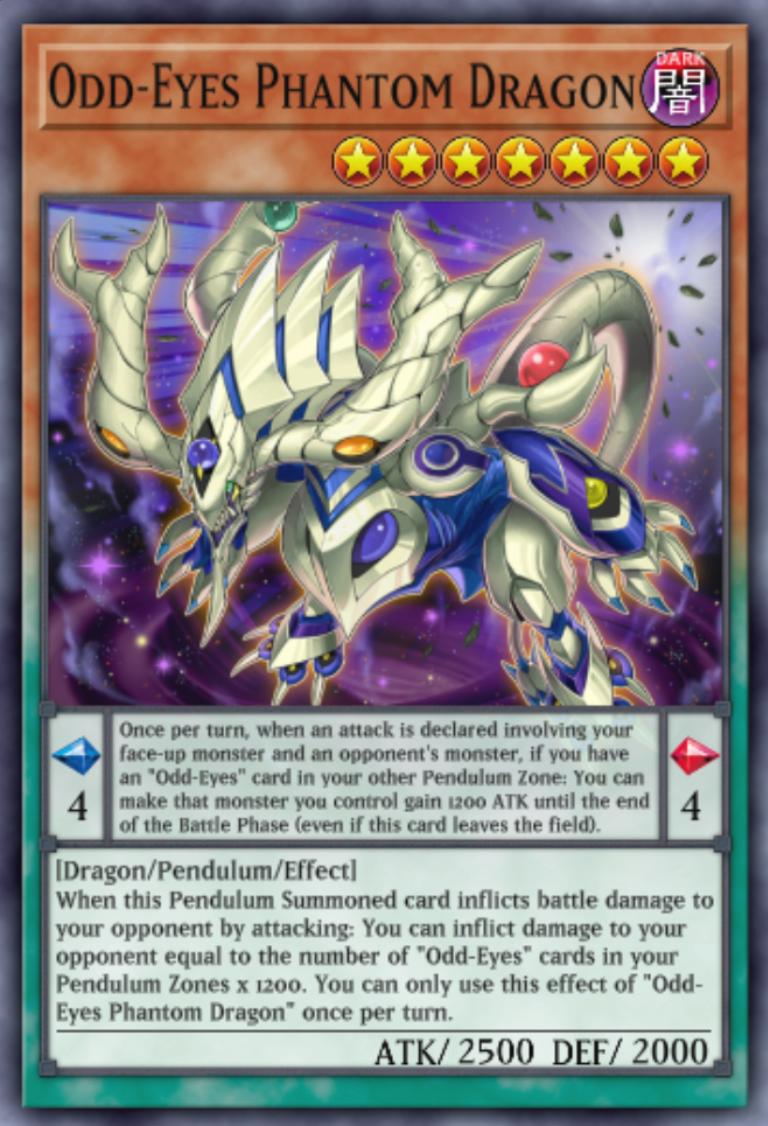 ODD-EYES PHANTOM DRAGON
DARK
闇
Once per turn, when an attack is declared involving your
face-up monster and an opponent's monster, if you have
an "Odd-Eyes" card in your other Pendulum Zone: You can
make that monster you control gain 1200 ATK until the end
of the Battle Phase (even if this card leaves the field).
4
4
[Dragon/Pendulum/Effect]
When this Pendulum Summoned card inflicts battle damage to
your opponent by attacking: You can inflict damage to your
opponent equal to the number of "Odd-Eyes" cards in your
Pendulum Zones x 1200. You can only use this effect of "Odd-
Eyes Phantom Dragon" once per turn.
ATK/ 2500 DEF/ 2000